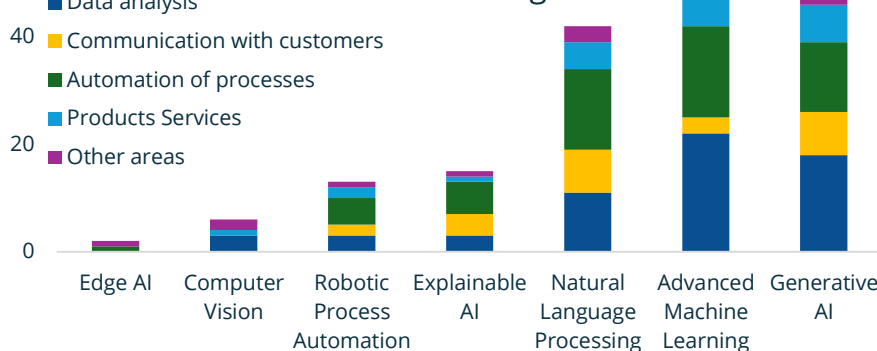 Data analysis
40
Communication with customers
Automation of processes
Products Services
20
Other areas
0
Edge AI
Computer
Vision
Robotic
Process
Automation
Explainable
AI
Natural
Language
Processing
Advanced
Machine
Learning
Generative
AI